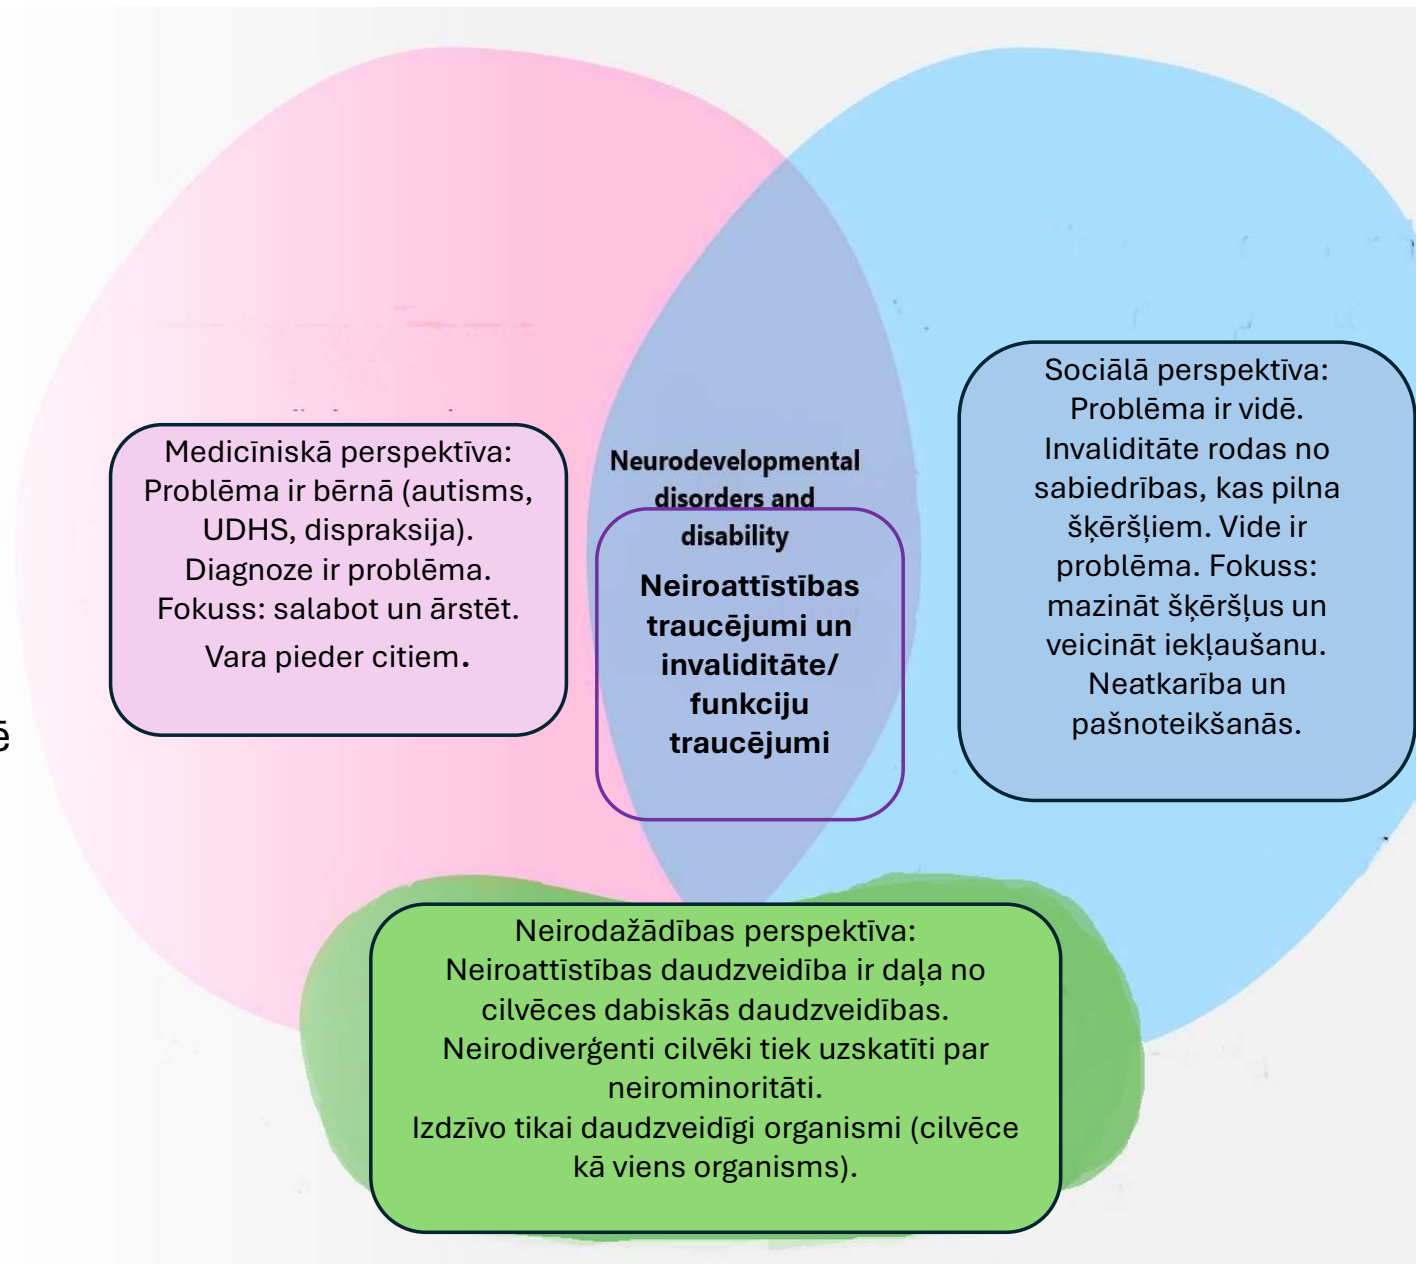 Medicīniskā perspektīva:
Problēma ir bērnā (autisms,
UDHS, dispraksija).
Diagnoze ir problēma.
Fokuss: salabot un ārstēt.
Vara pieder citiem.
ē
Neurodevelopmental
disorders and
disability
Neiroattīstības
traucējumi un
invaliditāte/
funkciju
traucējumi
Sociālā perspektīva:
Problēma ir vidē.
Invaliditāte rodas no
sabiedrības, kas pilna
šķēršļiem. Vide ir
problēma. Fokuss:
mazināt šķēršļus un
veicināt iekļaušanu.
Neatkarība un
pašnoteikšanās.
Neirodažādības perspektīva:
Neiroattīstības daudzveidība ir daļa no
cilvēces dabiskās daudzveidības.
Neirodiverģenti cilvēki tiek uzskatīti par
neirominoritāti.
Izdzīvo tikai daudzveidīgi organismi (cilvēce
kā viens organisms).